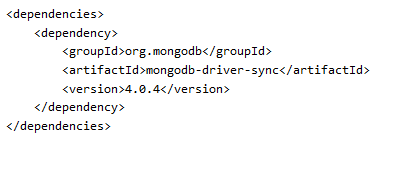 <dependencies>
    <dependency>
        <groupId>org.mongodb</groupId>
        <artifactId>mongodb-driver-sync</artifactId>
        <version>4.0.4</version>
    </dependency>
</dependencies>